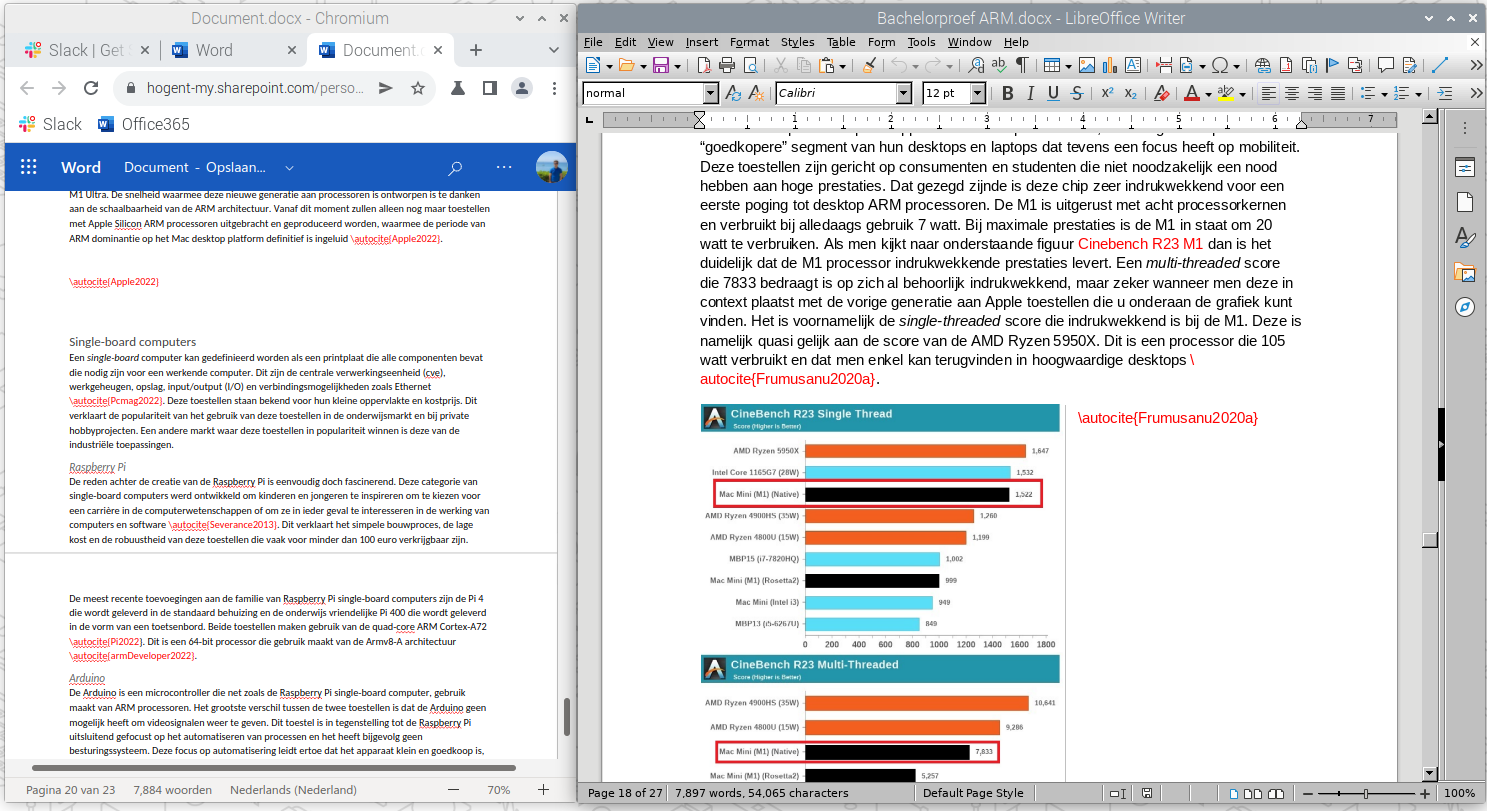 Document.docx - Chromium
Slack | Get
Word
Document.
hogent-my.sharepoint.com/perso...
Slack
Office365
Word
Document - Opslaan...
M1 Ultra. De snelheid waarmee deze nieuwe generatie aan processoren is ontworpen is te danken
aan de schaalbaarheid van de ARM architectuur. Vanaf dit moment zullen alleen nog maar toestellen
met Apple Silicon ARM processoren uitgebracht en geproduceerd worden, waarmee de periode van
ARM dominantie op het Mac desktop platform definitief is ingeluid \autocite{Apple2022}.
\autocite{Apple2022}
Single-board computers
Een single-board computer kan gedefinieerd worden als een printplaat die alle componenten bevat
die nodig zijn voor een werkende computer. Dit zijn de centrale verwerkingseenheid (cve),
werkgeheugen, opslag, input/output (I/O) en verbindingsmogelijkheden zoals Ethernet
\autocite{Pcmag2022}. Deze toestellen staan bekend voor hun kleine oppervlakte en kostprijs. Dit
verklaart de populariteit van het gebruik van deze toestellen in de onderwijsmarkt en bij private
hobbyprojecten. Een andere markt waar deze toestellen in populariteit winnen is deze van de
industriële toepassingen.
Raspberry Pi
De reden achter de creatie van de Raspberry Pi is eenvoudig doch fascinerend. Deze categorie van
single-board computers werd ontwikkeld om kinderen en jongeren te inspireren om te kiezen voor
een carrière in de computerwetenschappen of om ze in ieder geval te interesseren in de werking van
computers en software \autocite{Severance2013}. Dit verklaart het simpele bouwproces, de lage
kost en de robuustheid van deze toestellen die vaak voor minder dan 100 euro verkrijgbaar zijn.
De meest recente toevoegingen aan de familie van Raspberry Pi single-board computers zijn de Pi 4
die wordt geleverd in de standaard behuizing en de onderwijs vriendelijke Pi 400 die wordt geleverd
in de vorm van een toetsenbord. Beide toestellen maken gebruik van de quad-core ARM Cortex-A72
\autocite{Pi2022}. Dit is een 64-bit processor die gebruik maakt van de Armv8-A architectuur
\autocite{armDeveloper2022}.
Arduino
De Arduino is een microcontroller die net zoals de Raspberry Pi single-board computer, gebruik
maakt van ARM processoren. Het grootste verschil tussen de twee toestellen is dat de Arduino geen
mogelijk heeft om videosignalen weer te geven. Dit toestel is in tegenstelling tot de Raspberry Pi
uitsluitend gefocust op het automatiseren van processen en het heeft bijgevolg geen
besturingssysteem. Deze focus op automatisering leidt ertoe dat het apparaat klein en goedkoop is,
Pagina 20 van 23
7,884 woorden
Nederlands (Nederland)
70%
Bachelorproef ARM.docx - LibreOffice Writer
File Edit View Insert Format Styles Table Form Tools Window Help
normal
Calibri
12 pt
1 2 3 4 5 6 7
“goedkopere” segment van hun desktops en laptops dat tevens een focus heeft op mobiliteit.
Deze toestellen zijn gericht op consumenten en studenten die niet noodzakelijk een nood
hebben aan hoge prestaties. Dat gezegd zijnde is deze chip zeer indrukwekkend voor een
eerste poging tot desktop ARM processoren. De M1 is uitgerust met acht processorkernen
en verbruikt bij alledaags gebruik 7 watt. Bij maximale prestaties is de M1 in staat om 20
watt te verbruiken. Als men kijkt naar onderstaande figuur Cinebench R23 M1 dan is het
duidelijk dat de M1 processor indrukwekkende prestaties levert. Een multi-threaded score
die 7833 bedraagt is op zich al behoorlijk indrukwekkend, maar zeker wanneer men deze in
context plaatst met de vorige generatie aan Apple toestellen die u onderaan de grafiek kunt
vinden. Het is voornamelijk de single-threaded score die indrukwekkend is bij de M1. Deze is
namelijk quasi gelijk aan de score van de AMD Ryzen 5950X. Dit is een processor die 105
watt verbruikt en dat men enkel kan terugvinden in hoogwaardige desktops \
autocite{Frumusanu2020a}.
\autocite{Frumusanu2020a}
CineBench R23 Single Thread
Score (Higher is Better)
AMD Ryzen 5950X 1,647
Intel Core 1165G7 (28W) 1,532
Mac Mini (M1) (Native) 1,522
AMD Ryzen 4900HS (35W) 1,260
AMD Ryzen 4800U (15W) 1,199
MBP15 (i7-7820HQ) 1,002
Mac Mini (M1) (Rosetta2) 999
Mac Mini (Intel i3) 949
MBP13 (i5-6267U) 849
0 200 400 600 800 1000 1200 1400 1600 1800
CineBench R23 Multi-Threaded
Score (Higher is Better)
AMD Ryzen 4900HS (35W) 10,641
AMD Ryzen 4800U (15W) 9,286
Mac Mini (M1) (Native) 7,833
Mac Mini (M1) (Rosetta2) 5,257
Page 18 of 27
7,897 words, 54,065 characters
Default Page Style
100%